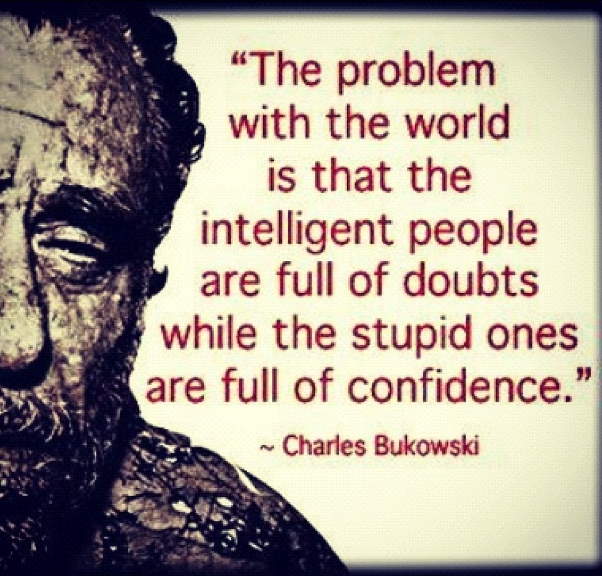 “The problem
with the world
is that the
intelligent people
are full of doubts
while the stupid ones
are full of confidence.”
~ Charles Bukowski